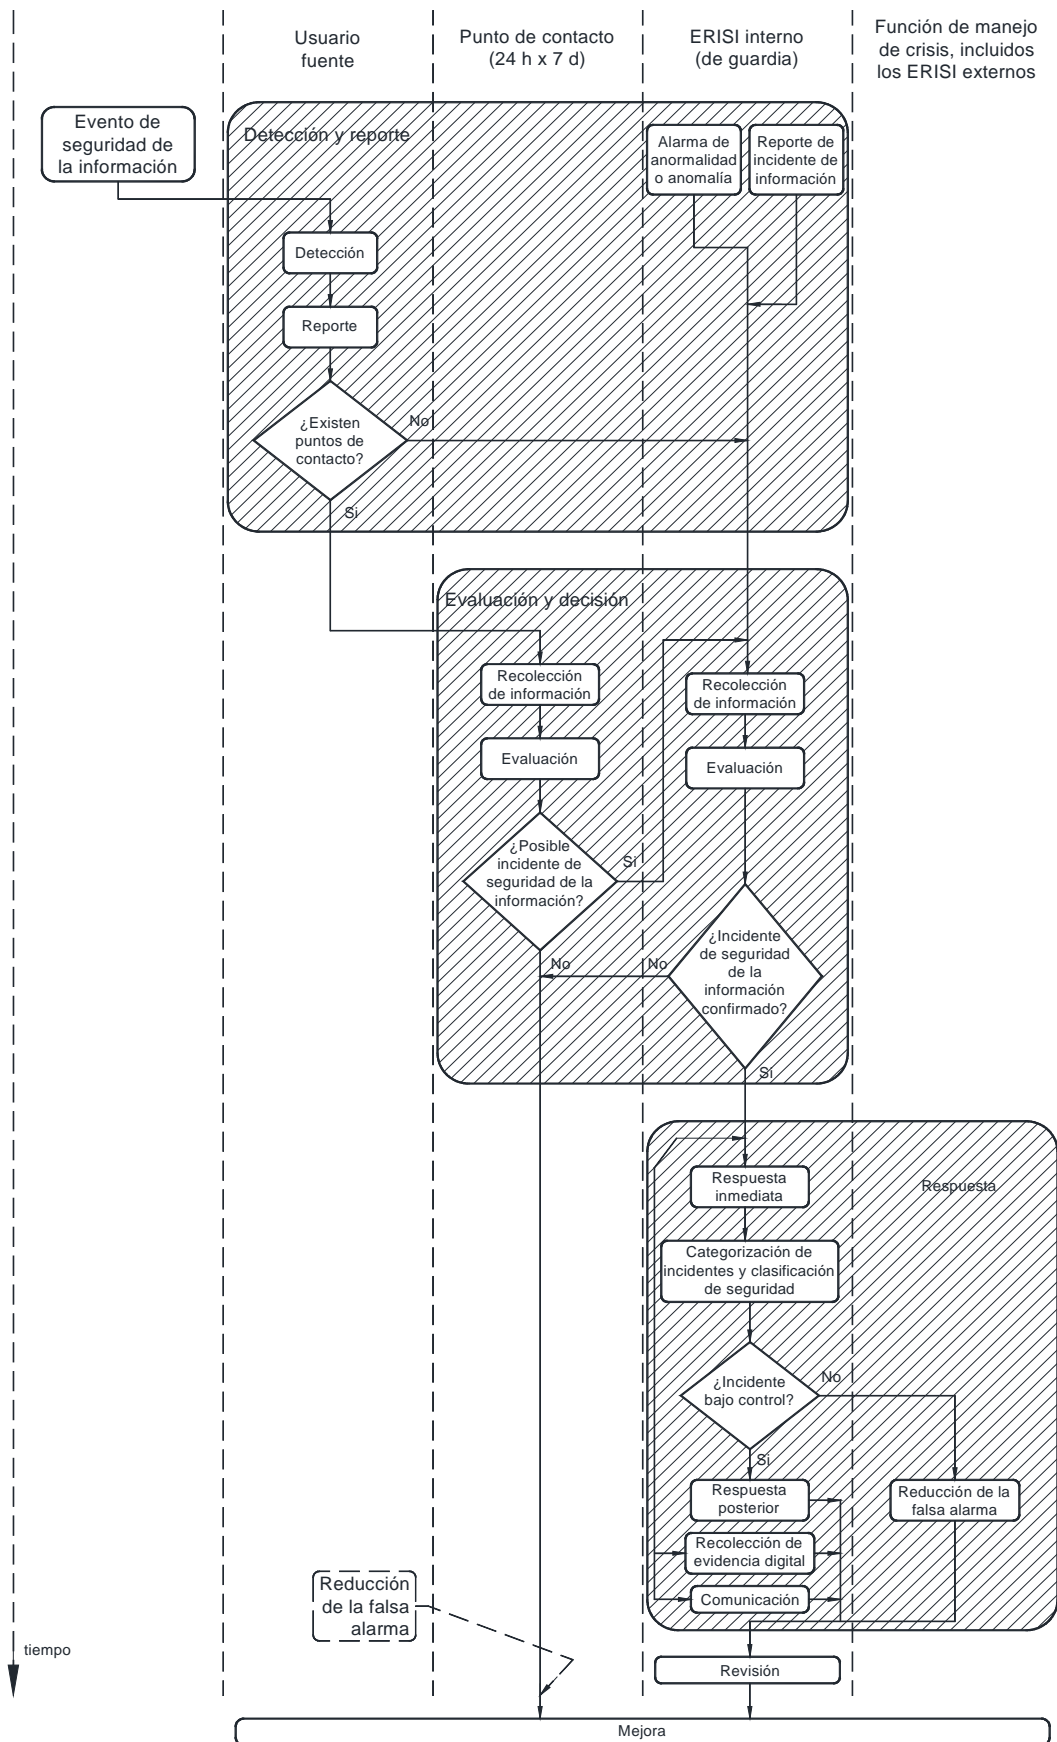 Usuario
fuente
Punto de contacto
(24 h x 7 d)
ERISI interno
(de guardia)
Función de manejo
de crisis, incluidos
los ERISI externos
Evento de
seguridad de
la información
Detección y reporte
Alarma de
anormalidad
o anomalía
Reporte de
incidente de
información
Detección
Reporte
¿Existen
puntos de
contacto?
No
Si
Evaluación y decisión
Recolección
de información
Recolección
de información
Evaluación
Evaluación
¿Posible
incidente de
seguridad de la
información?
Si
No
¿Incidente
de seguridad
de la
información
confirmado?
No
Si
Respuesta
Respuesta
inmediata
Categorización de
incidentes y clasificación
de seguridad
¿Incidente
bajo control?
No
Si
Respuesta
posterior
Reducción de la
falsa alarma
Recolección de
evidencia digital
Comunicación
Reducción
de la falsa
alarma
tiempo
Revisión
Mejora